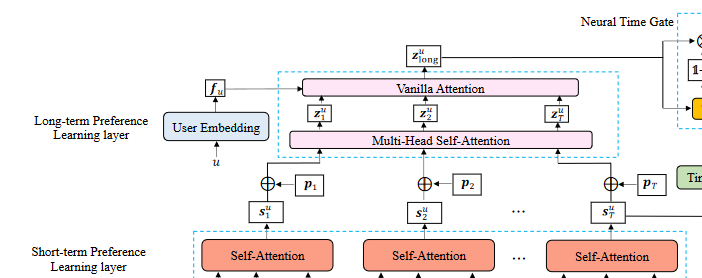 Neural Time Gate
z^u_long
1-
f_u
Vanilla Attention
z^u_1
z^u_2
z^u_T
Long-term Preference
Learning layer
User Embedding
Multi-Head Self-Attention
u
p_1
p_2
p_T
s^u_1
s^u_2
...
s^u_T
Short-term Preference
Learning layer
Self-Attention
Self-Attention
...
Self-Attention